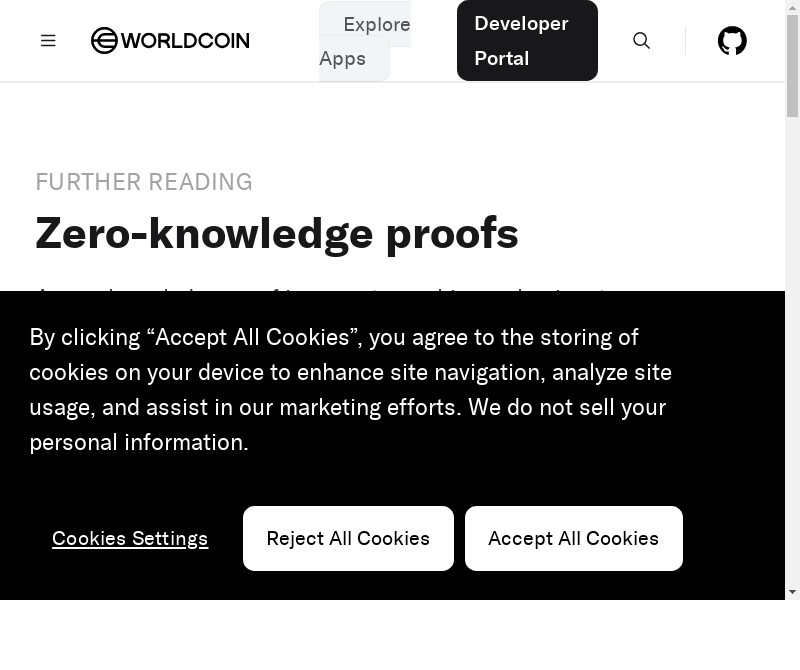 WORLDCOIN
Explore
Apps
Developer
Portal
FURTHER READING
Zero-knowledge proofs
By clicking “Accept All Cookies”, you agree to the storing of
cookies on your device to enhance site navigation, analyze site
usage, and assist in our marketing efforts. We do not sell your
personal information.
Cookies Settings
Reject All Cookies
Accept All Cookies